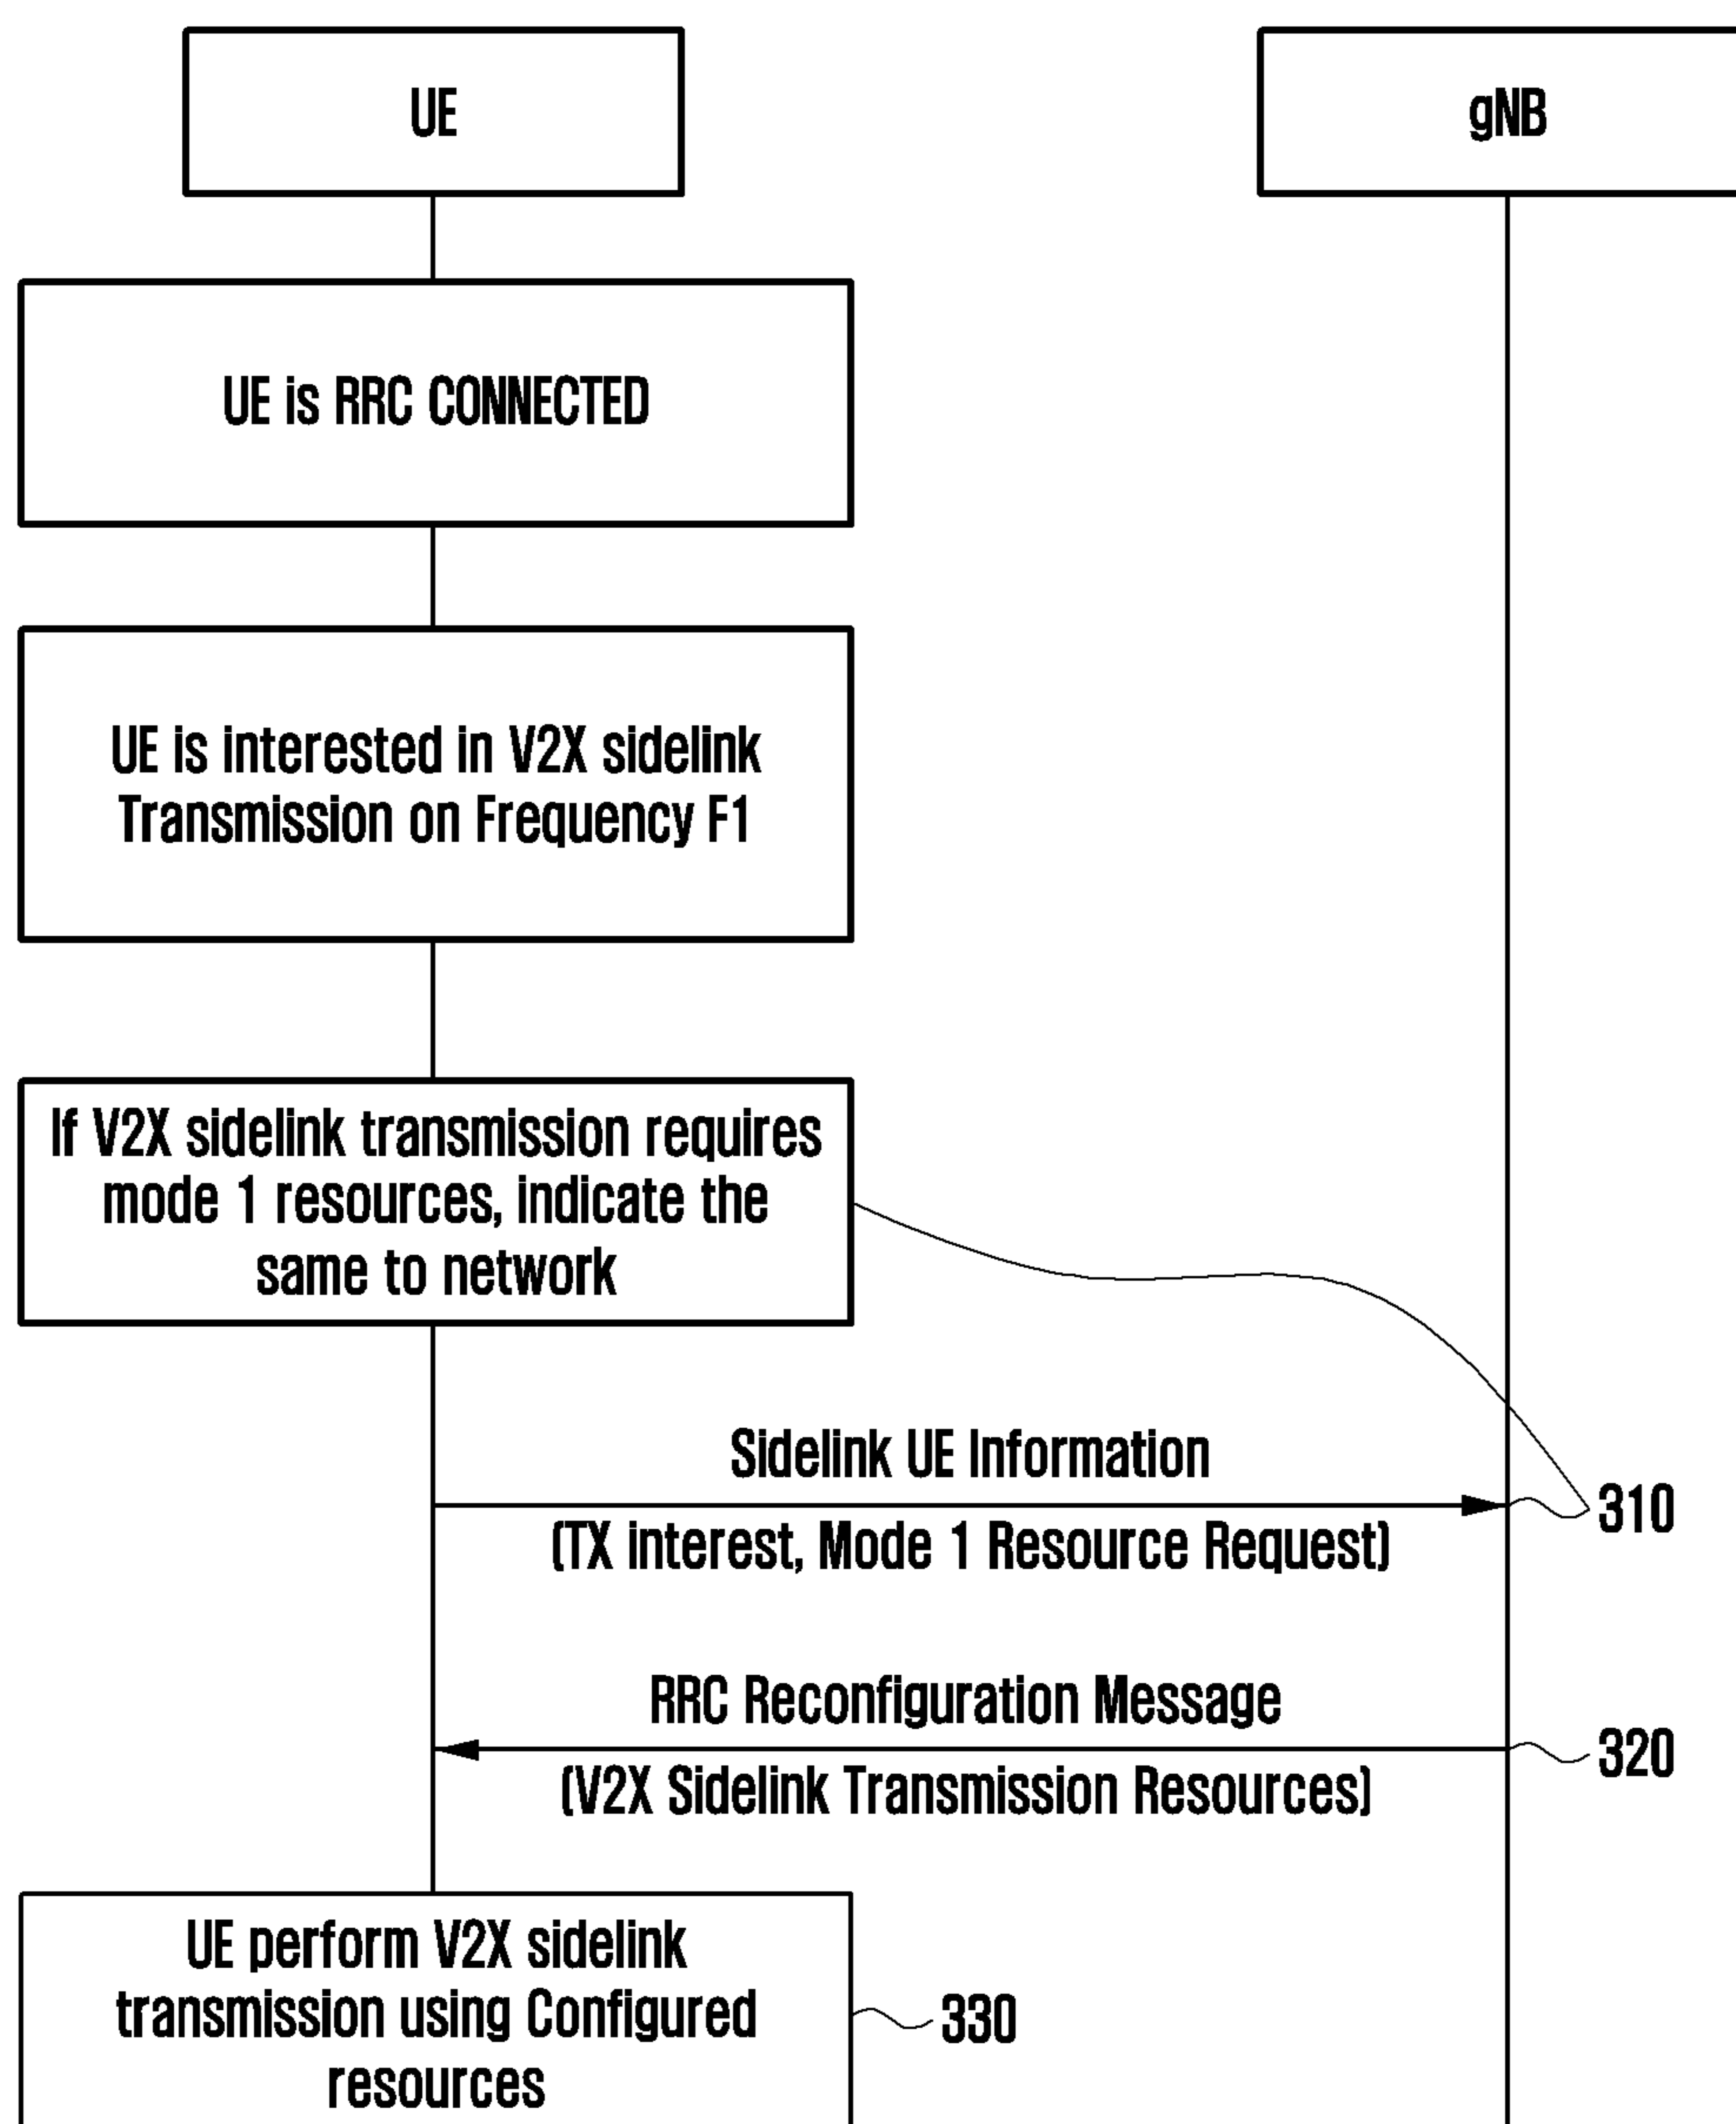 UE
gNB
UE is RRC CONNECTED
UE is interested in V2X sidelink
Transmission on Frequency F1
If V2X sidelink transmission requires
mode 1 resources, indicate the
same to network
Sidelink UE Information
(TX interest, Mode 1 Resource Request)
310
RRC Reconfiguration Message
320
(V2X Sidelink Transmission Resources)
UE perform V2X sidelink
transmission using Configured
resources
330